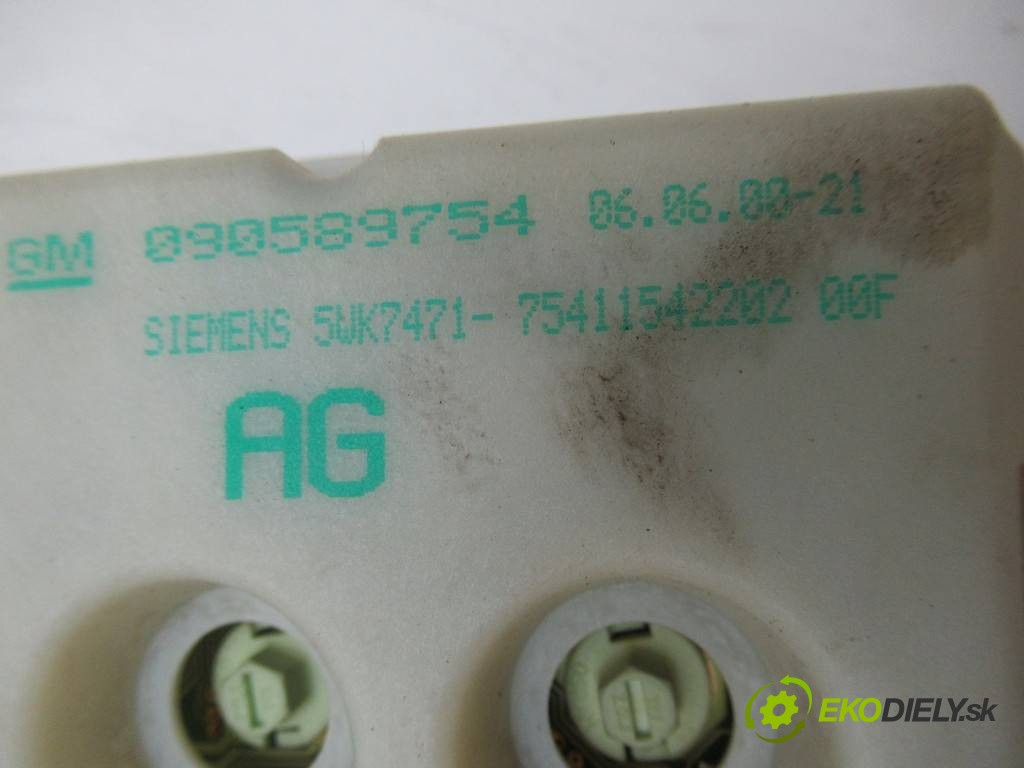 GM 090589754 06.06.00-21
SIEMENS 5WK7471- 75411542202 00F
AG
EKODIELY.sk